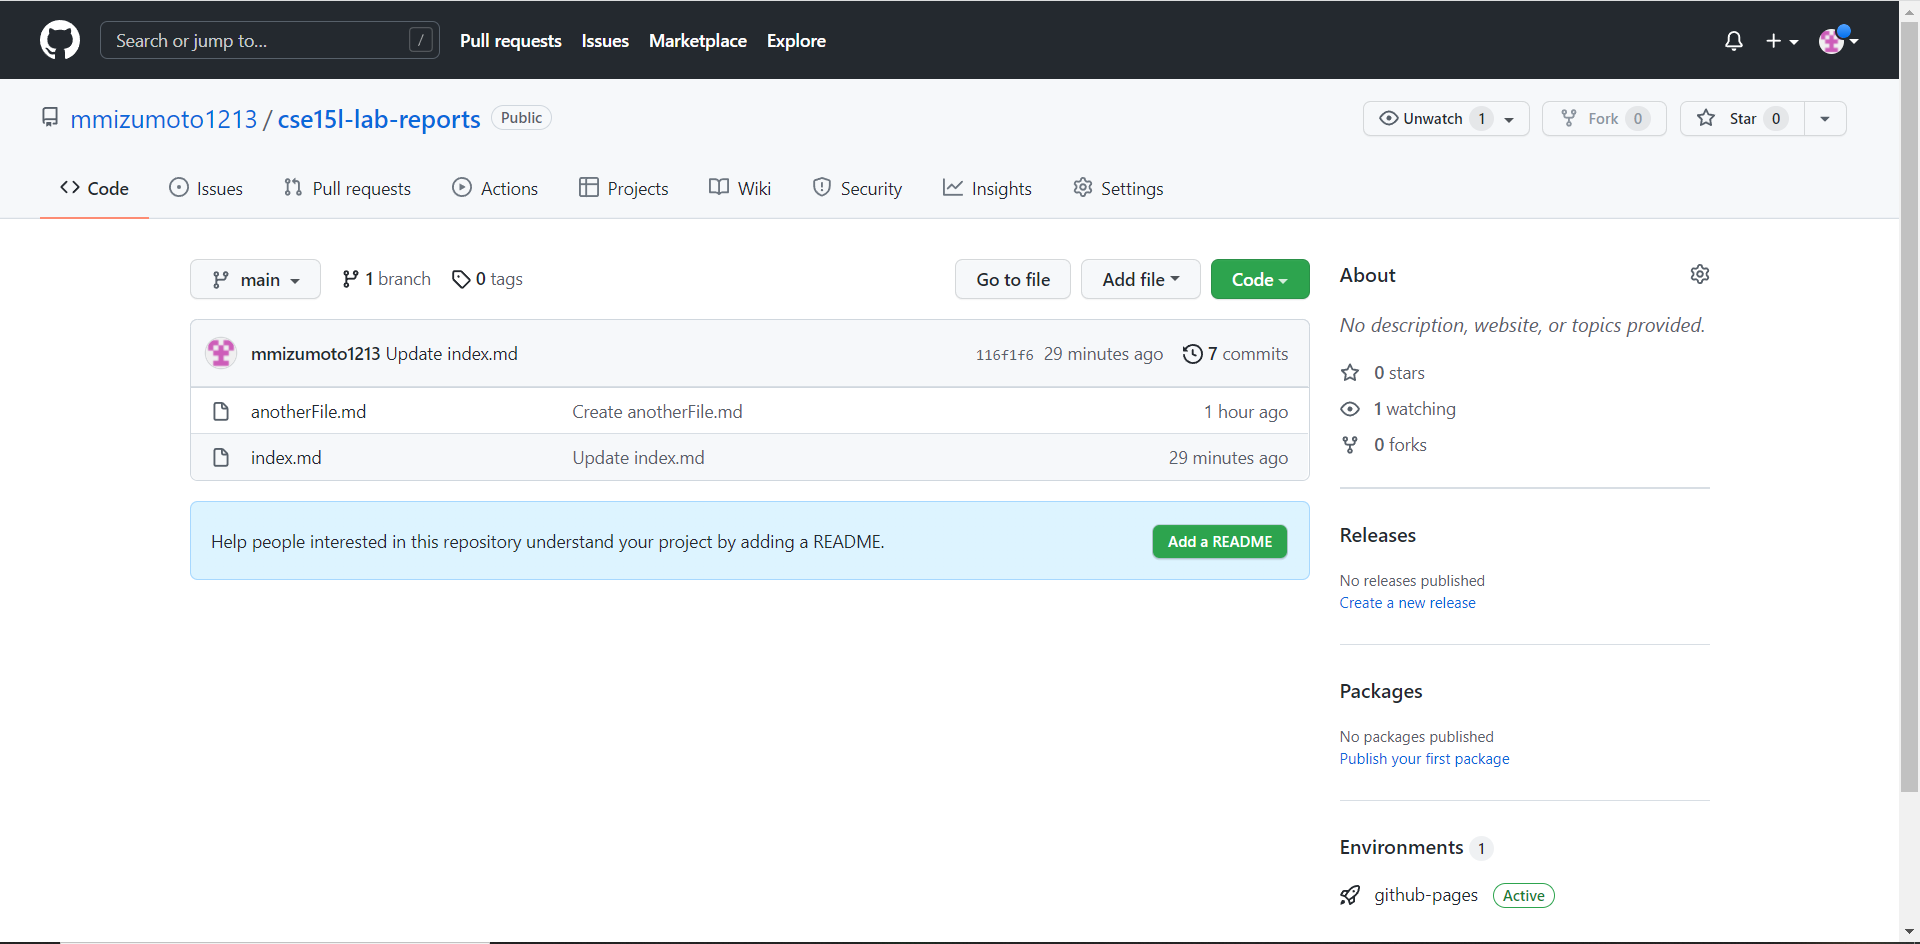 Search or jump to... /
Pull requests Issues Marketplace Explore
mmizumoto1213 / cse15l-lab-reports Public
Unwatch 1 Fork 0 Star 0
Code Issues Pull requests Actions Projects Wiki Security Insights Settings
main 1 branch 0 tags Go to file Add file Code
mmizumoto1213 Update index.md 116f1f6 29 minutes ago 7 commits
anotherFile.md Create anotherFile.md 1 hour ago
index.md Update index.md 29 minutes ago
Help people interested in this repository understand your project by adding a README. Add a README
About
No description, website, or topics provided.
0 stars
1 watching
0 forks
Releases
No releases published
Create a new release
Packages
No packages published
Publish your first package
Environments 1
github-pages Active